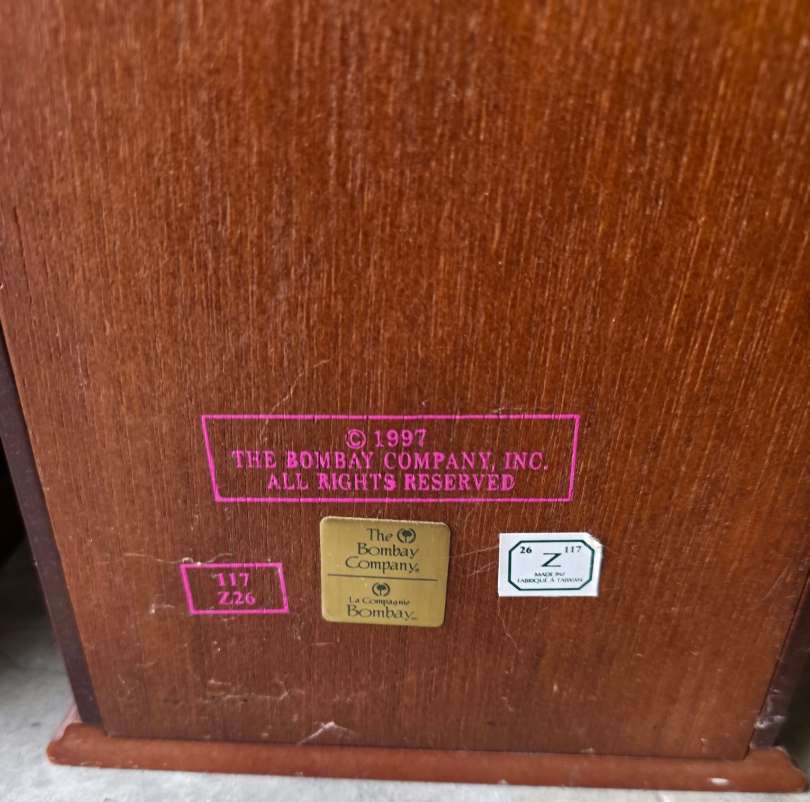 © 1997
THE BOMBAY COMPANY, INC.
ALL RIGHTS RESERVED
117
Z26
The
Bombay
Company
La Compagnie
Bombay
26 Z 117
MADE IN/
FABRIQUÉ À TAIWAN